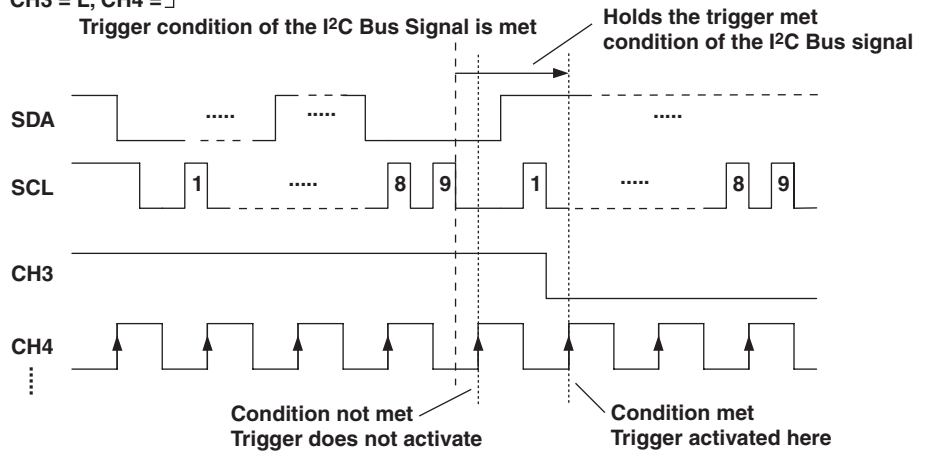 CH3 = L, CH4 =
Trigger condition of the I²C Bus Signal is met
Holds the trigger met
condition of the I²C Bus signal
SDA
SCL
1
8
9
1
8
9
CH3
CH4
Condition not met
Trigger does not activate
Condition met
Trigger activated here